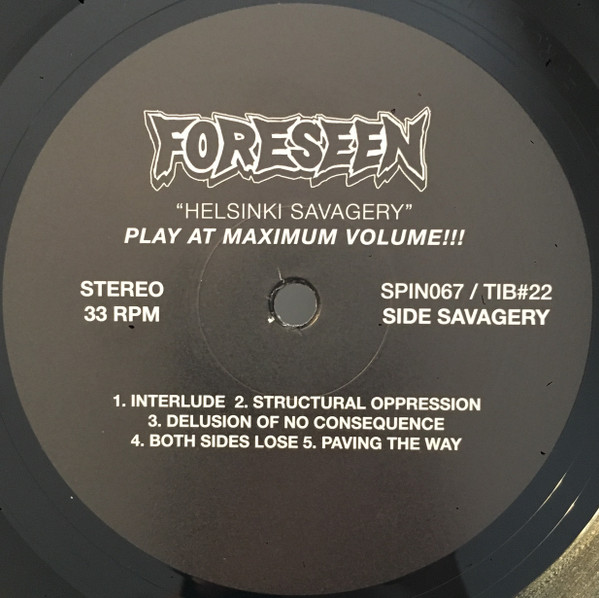 FORESEEN
“HELSINKI SAVAGERY”
PLAY AT MAXIMUM VOLUME!!!
STEREO
33 RPM
SPIN067 / TIB#22
SIDE SAVAGERY
1. INTERLUDE 2. STRUCTURAL OPPRESSION
3. DELUSION OF NO CONSEQUENCE
4. BOTH SIDES LOSE 5. PAVING THE WAY